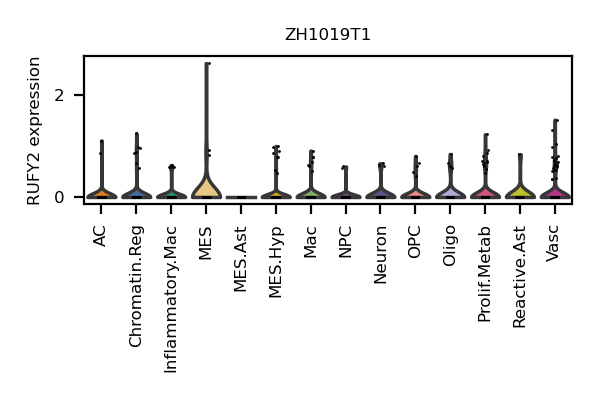 ZH1019T1
RUFY2 expression
2
0
AC
Chromatin.Reg
Inflammatory.Mac
MES
MES.Ast
MES.Hyp
Mac
NPC
Neuron
OPC
Oligo
Prolif.Metab
Reactive.Ast
Vasc